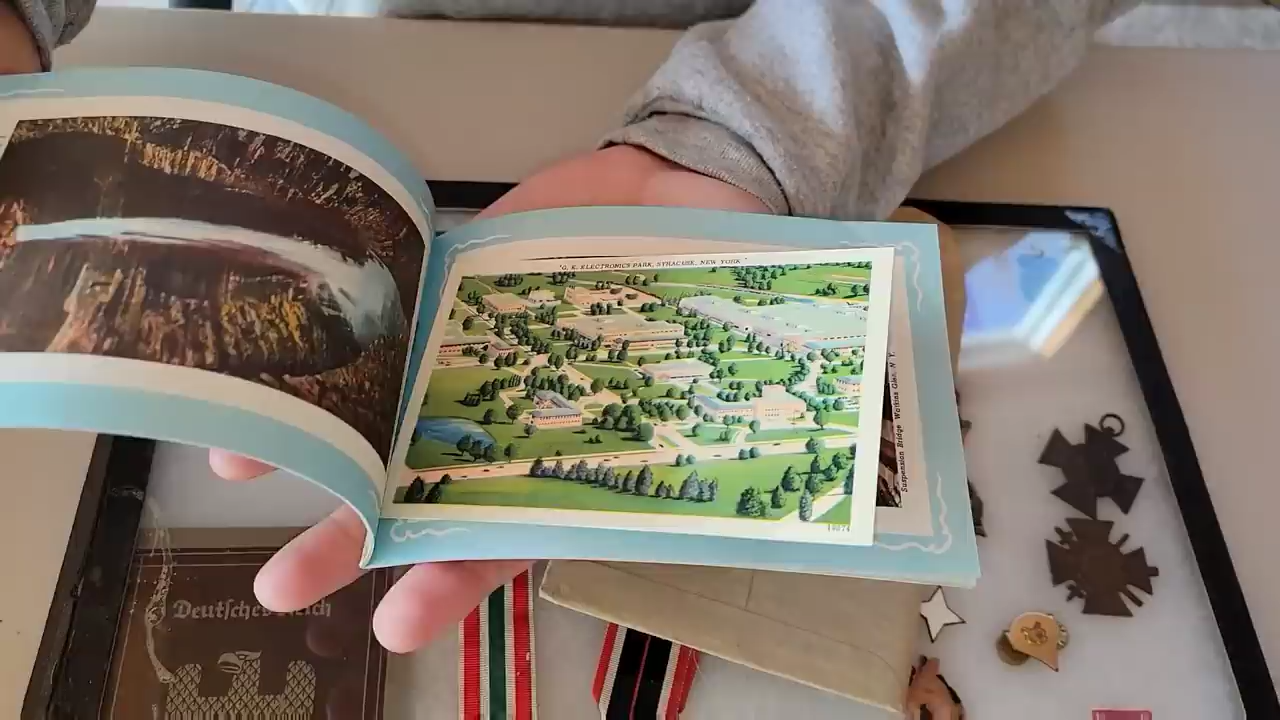 "G. E. ELECTRONICS PARK, SYRACUSE, NEW YORK"
Suspension Bridge Watkins Glen, N. Y.
Deutsches Reich